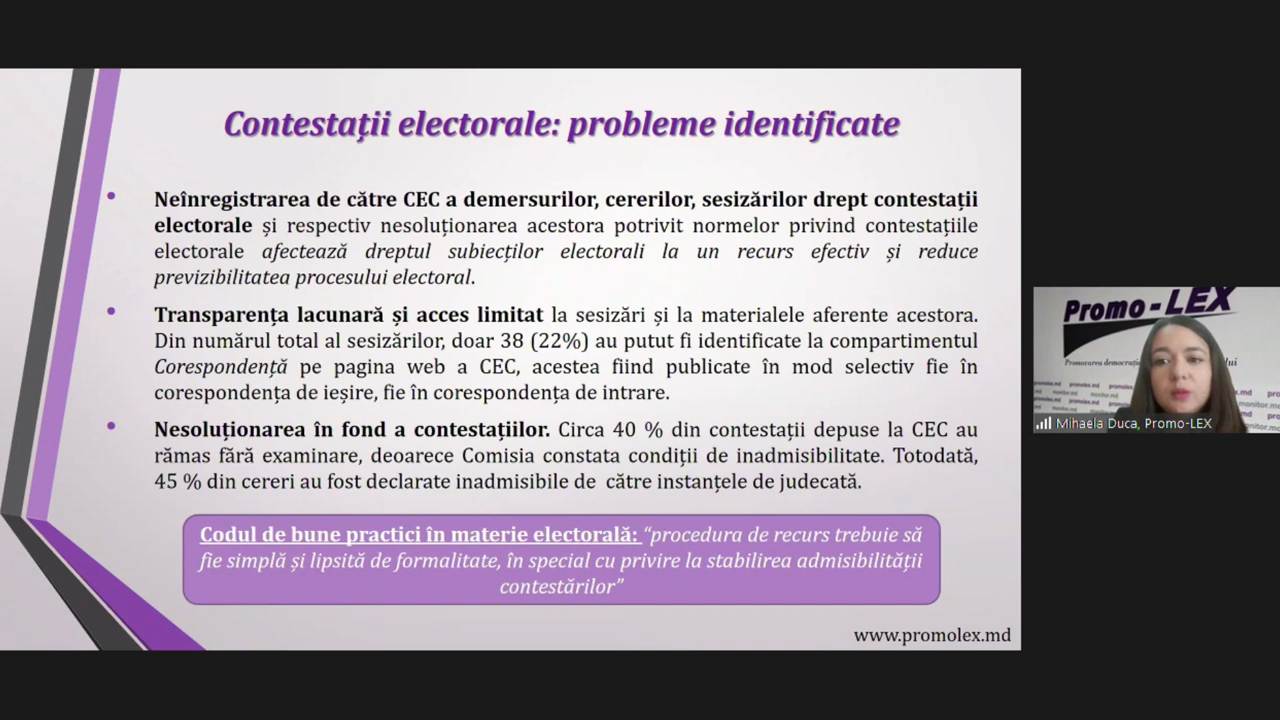 Contestații electorale: probleme identificate
• Neînregistrarea de către CEC a demersurilor, cererilor, sesizărilor drept contestații
electorale și respectiv nesoluționarea acestora potrivit normelor privind contestațiile
electorale afectează dreptul subiecților electorali la un recurs efectiv și reduce
previzibilitatea procesului electoral.
• Transparența lacunară și acces limitat la sesizări și la materialele aferente acestora.
Din numărul total al sesizărilor, doar 38 (22%) au putut fi identificate la compartimentul
Corespondență pe pagina web a CEC, acestea fiind publicate în mod selectiv fie în
corespondența de ieșire, fie în corespondența de intrare.
• Nesoluționarea în fond a contestațiilor. Circa 40 % din contestații depuse la CEC au
rămas fără examinare, deoarece Comisia constata condiții de inadmisibilitate. Totodată,
45 % din cereri au fost declarate inadmisibile de către instanțele de judecată.
Codul de bune practici în materie electorală: “procedura de recurs trebuie să
fie simplă și lipsită de formalitate, în special cu privire la stabilirea admisibilității
contestărilor”
www.promolex.md
Promo-LEX
Promovarea democrației
Mihaela Duca, Promo-LEX